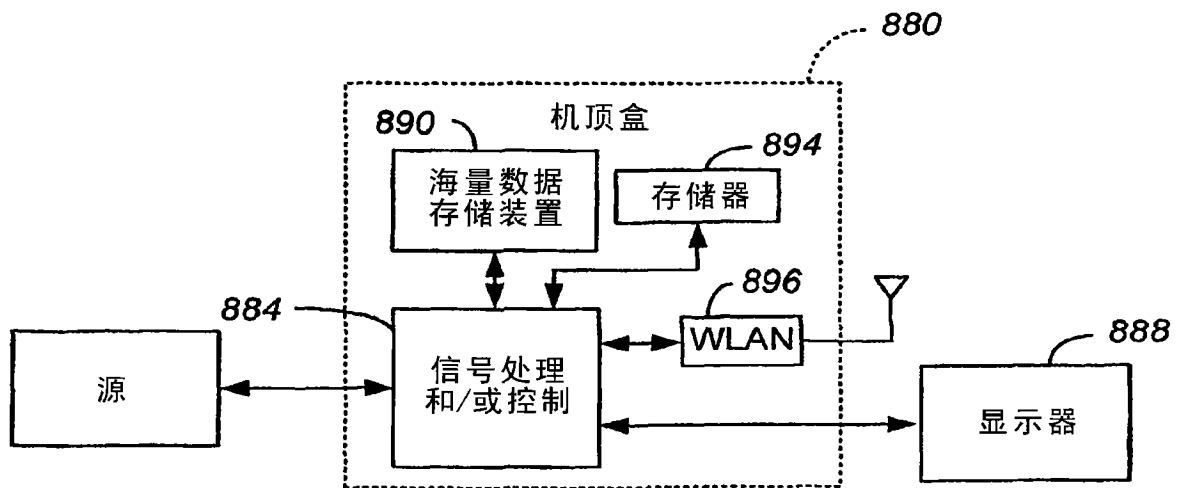 880
机顶盒
890
海量数据
存储装置
894
存储器
884
896
WLAN
源
信号处理
和/或控制
888
显示器